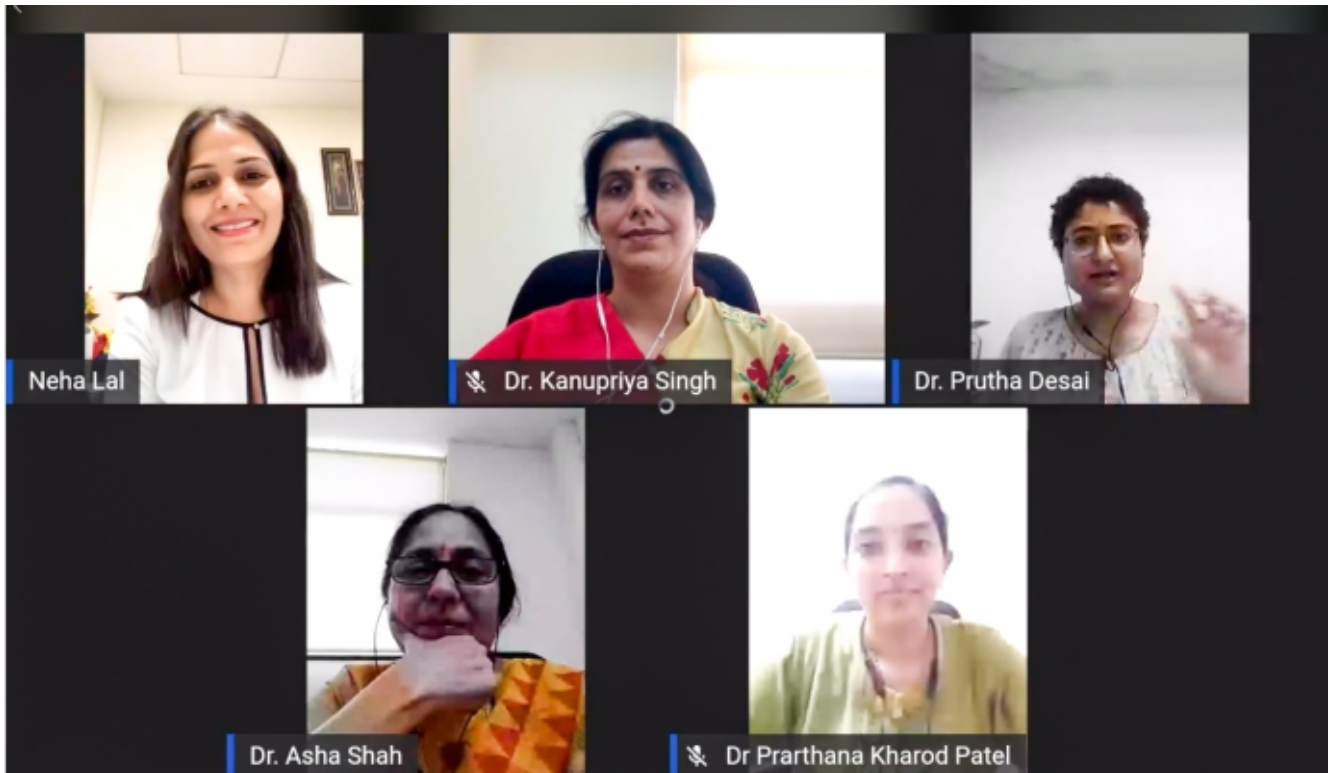 Neha Lal
Dr. Kanupriya Singh
Dr. Prutha Desai
Dr. Asha Shah
Dr Prarthana Kharod Patel